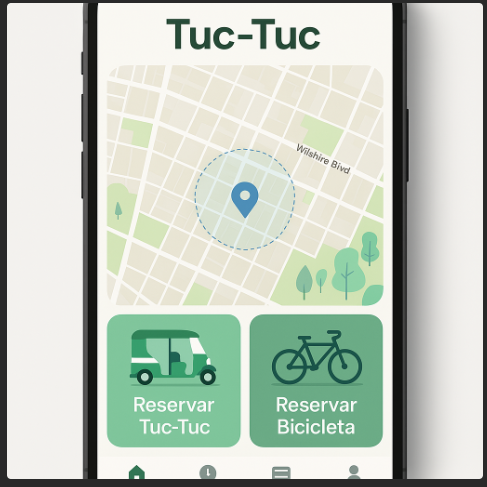 Tuc-Tuc
Wilshire Blvd
Reservar
Tuc-Tuc
Reservar
Bicicleta